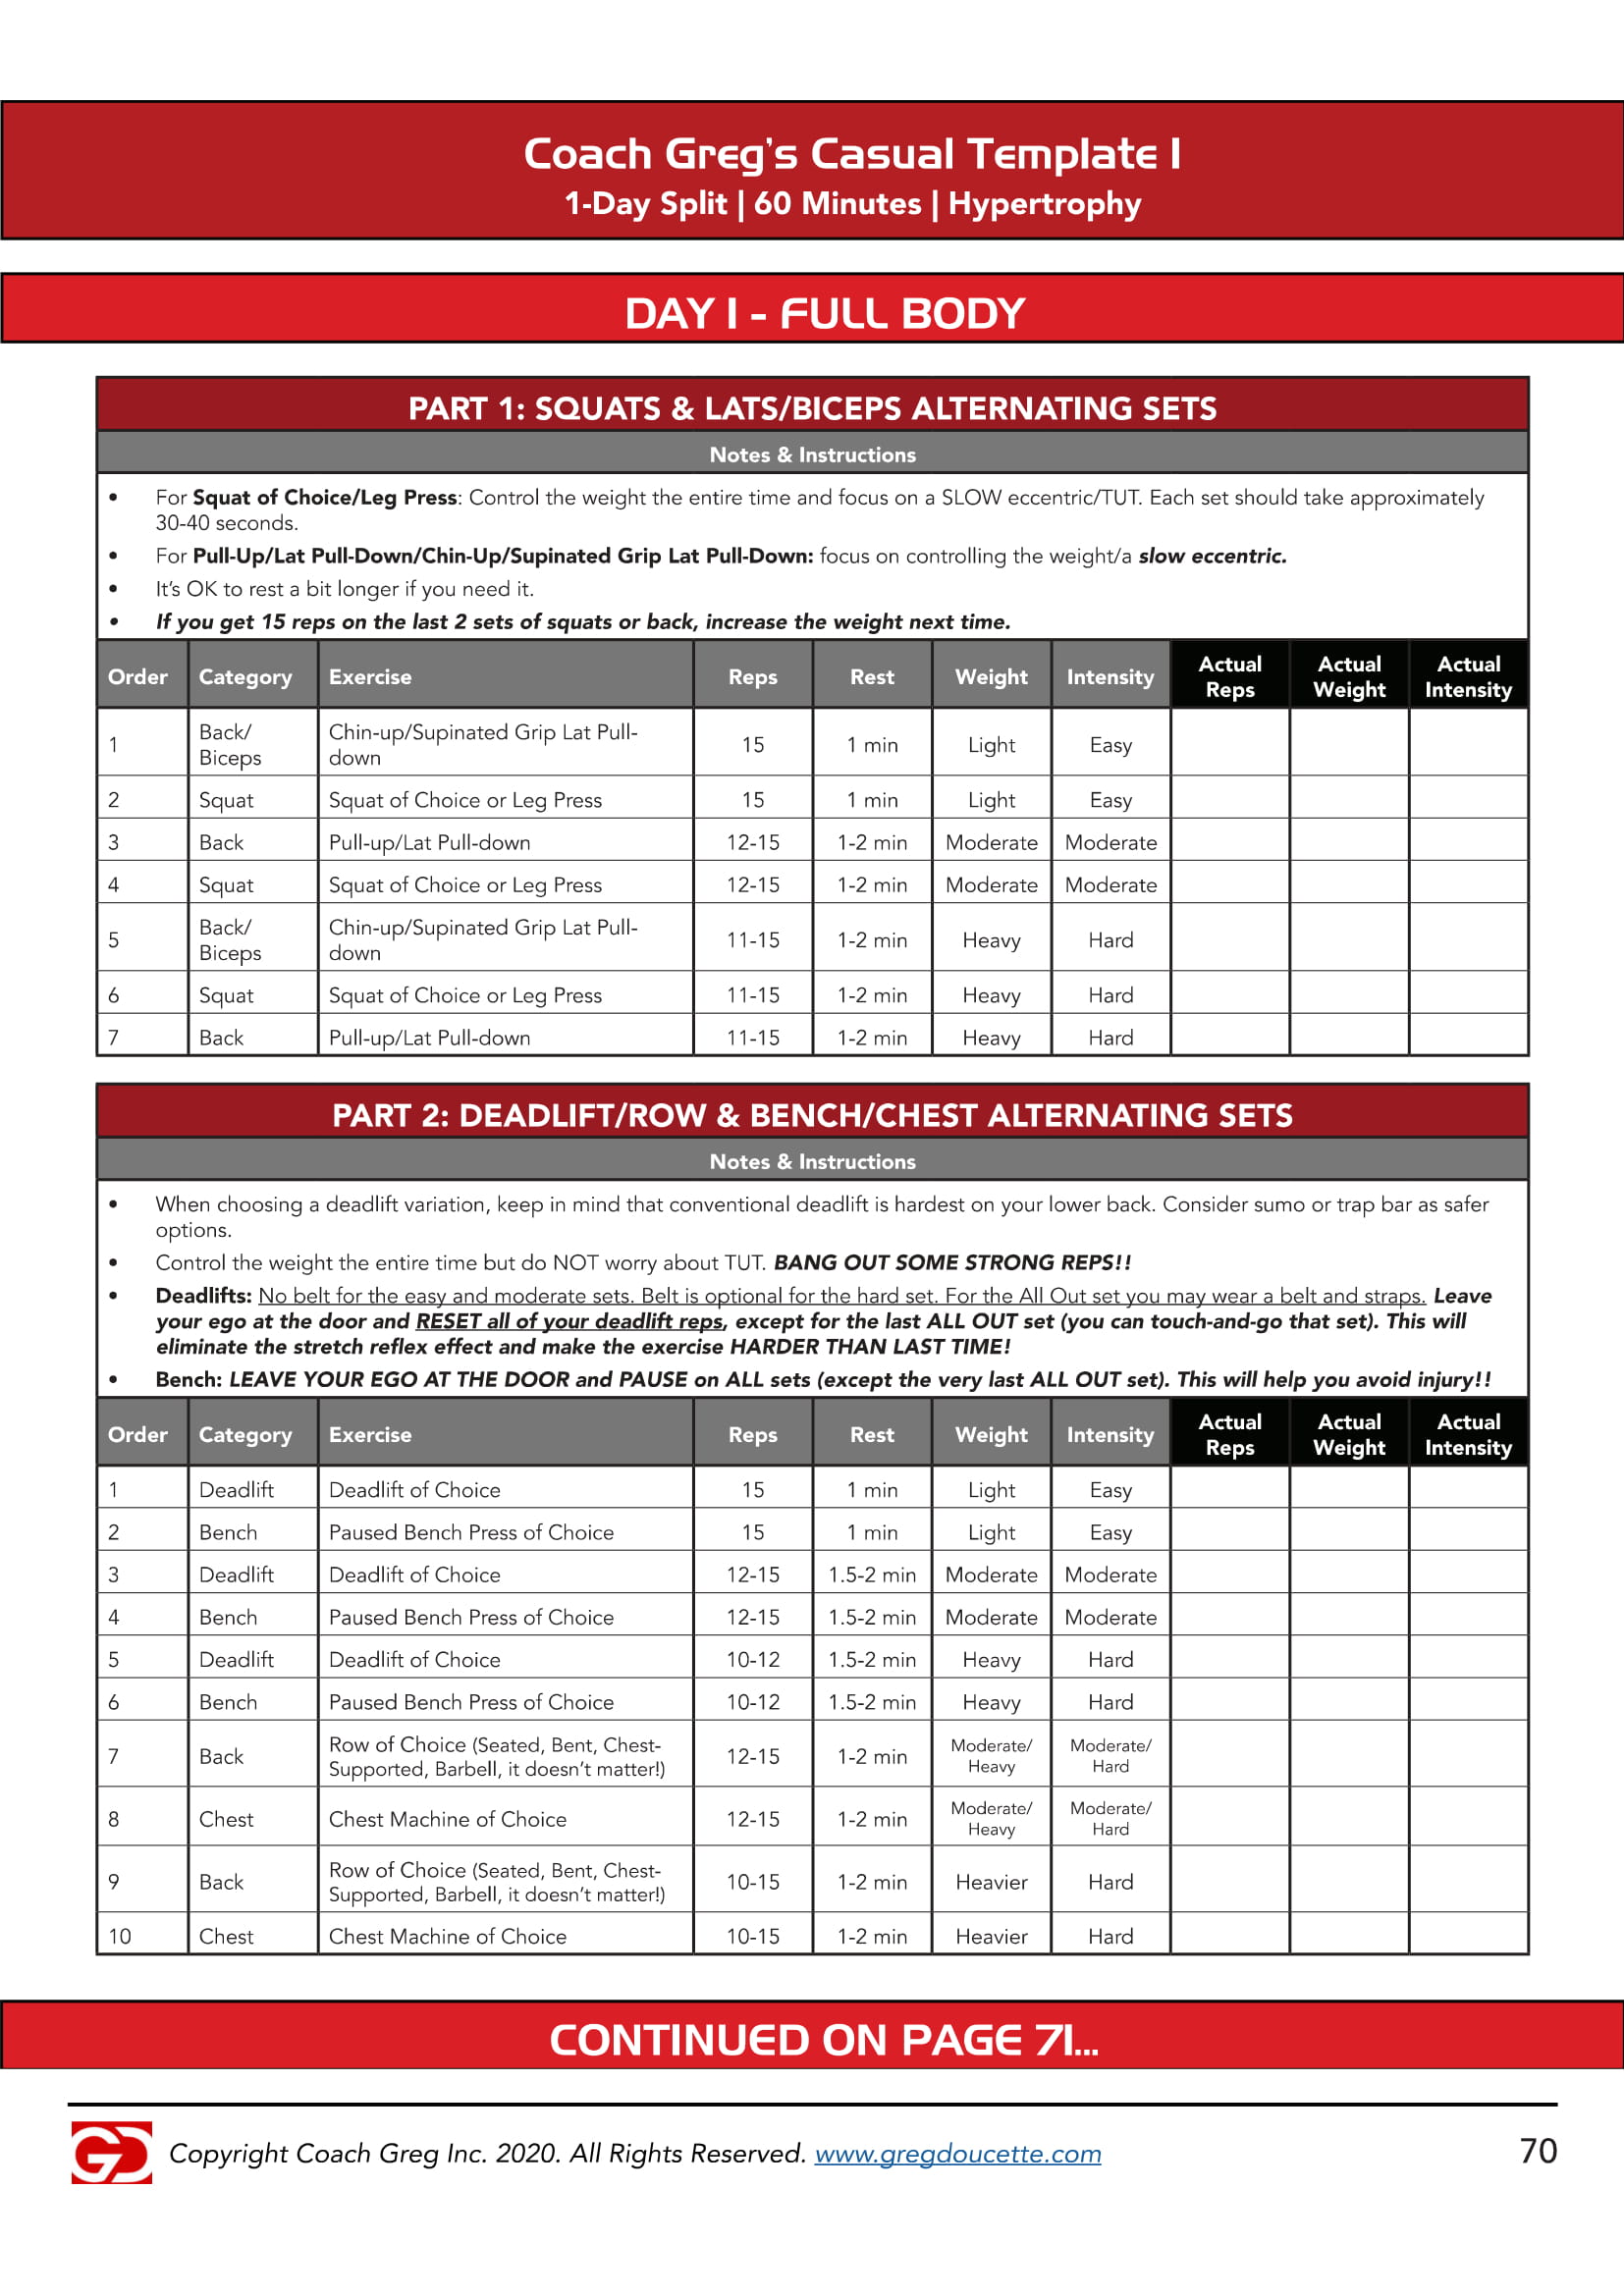 Coach Greg's Casual Template 1
1-Day Split | 60 Minutes | Hypertrophy
DAY 1 - FULL BODY
PART 1: SQUATS & LATS/BICEPS ALTERNATING SETS
Notes & Instructions
• For Squat of Choice/Leg Press: Control the weight the entire time and focus on a SLOW eccentric/TUT. Each set should take approximately
30-40 seconds.
• For Pull-Up/Lat Pull-Down/Chin-Up/Supinated Grip Lat Pull-Down: focus on controlling the weight/a slow eccentric.
• It's OK to rest a bit longer if you need it.
• If you get 15 reps on the last 2 sets of squats or back, increase the weight next time.
Order Category Exercise Reps Rest Weight Intensity Actual Reps Actual Weight Actual Intensity
1 Back/Biceps Chin-up/Supinated Grip Lat Pull-down 15 1 min Light Easy
2 Squat Squat of Choice or Leg Press 15 1 min Light Easy
3 Back Pull-up/Lat Pull-down 12-15 1-2 min Moderate Moderate
4 Squat Squat of Choice or Leg Press 12-15 1-2 min Moderate Moderate
5 Back/Biceps Chin-up/Supinated Grip Lat Pull-down 11-15 1-2 min Heavy Hard
6 Squat Squat of Choice or Leg Press 11-15 1-2 min Heavy Hard
7 Back Pull-up/Lat Pull-down 11-15 1-2 min Heavy Hard
PART 2: DEADLIFT/ROW & BENCH/CHEST ALTERNATING SETS
Notes & Instructions
• When choosing a deadlift variation, keep in mind that conventional deadlift is hardest on your lower back. Consider sumo or trap bar as safer
options.
• Control the weight the entire time but do NOT worry about TUT. BANG OUT SOME STRONG REPS!!
• Deadlifts: No belt for the easy and moderate sets. Belt is optional for the hard set. For the All Out set you may wear a belt and straps. Leave
your ego at the door and RESET all of your deadlift reps, except for the last ALL OUT set (you can touch-and-go that set). This will
eliminate the stretch reflex effect and make the exercise HARDER THAN LAST TIME!
• Bench: LEAVE YOUR EGO AT THE DOOR and PAUSE on ALL sets (except the very last ALL OUT set). This will help you avoid injury!!
Order Category Exercise Reps Rest Weight Intensity Actual Reps Actual Weight Actual Intensity
1 Deadlift Deadlift of Choice 15 1 min Light Easy
2 Bench Paused Bench Press of Choice 15 1 min Light Easy
3 Deadlift Deadlift of Choice 12-15 1.5-2 min Moderate Moderate
4 Bench Paused Bench Press of Choice 12-15 1.5-2 min Moderate Moderate
5 Deadlift Deadlift of Choice 10-12 1.5-2 min Heavy Hard
6 Bench Paused Bench Press of Choice 10-12 1.5-2 min Heavy Hard
7 Back Row of Choice (Seated, Bent, Chest-Supported, Barbell, it doesn't matter!) 12-15 1-2 min Moderate/Heavy Moderate/Hard
8 Chest Chest Machine of Choice 12-15 1-2 min Moderate/Heavy Moderate/Hard
9 Back Row of Choice (Seated, Bent, Chest-Supported, Barbell, it doesn't matter!) 10-15 1-2 min Heavier Hard
10 Chest Chest Machine of Choice 10-15 1-2 min Heavier Hard
CONTINUED ON PAGE 71...
GD Copyright Coach Greg Inc. 2020. All Rights Reserved. www.gregdoucette.com 70